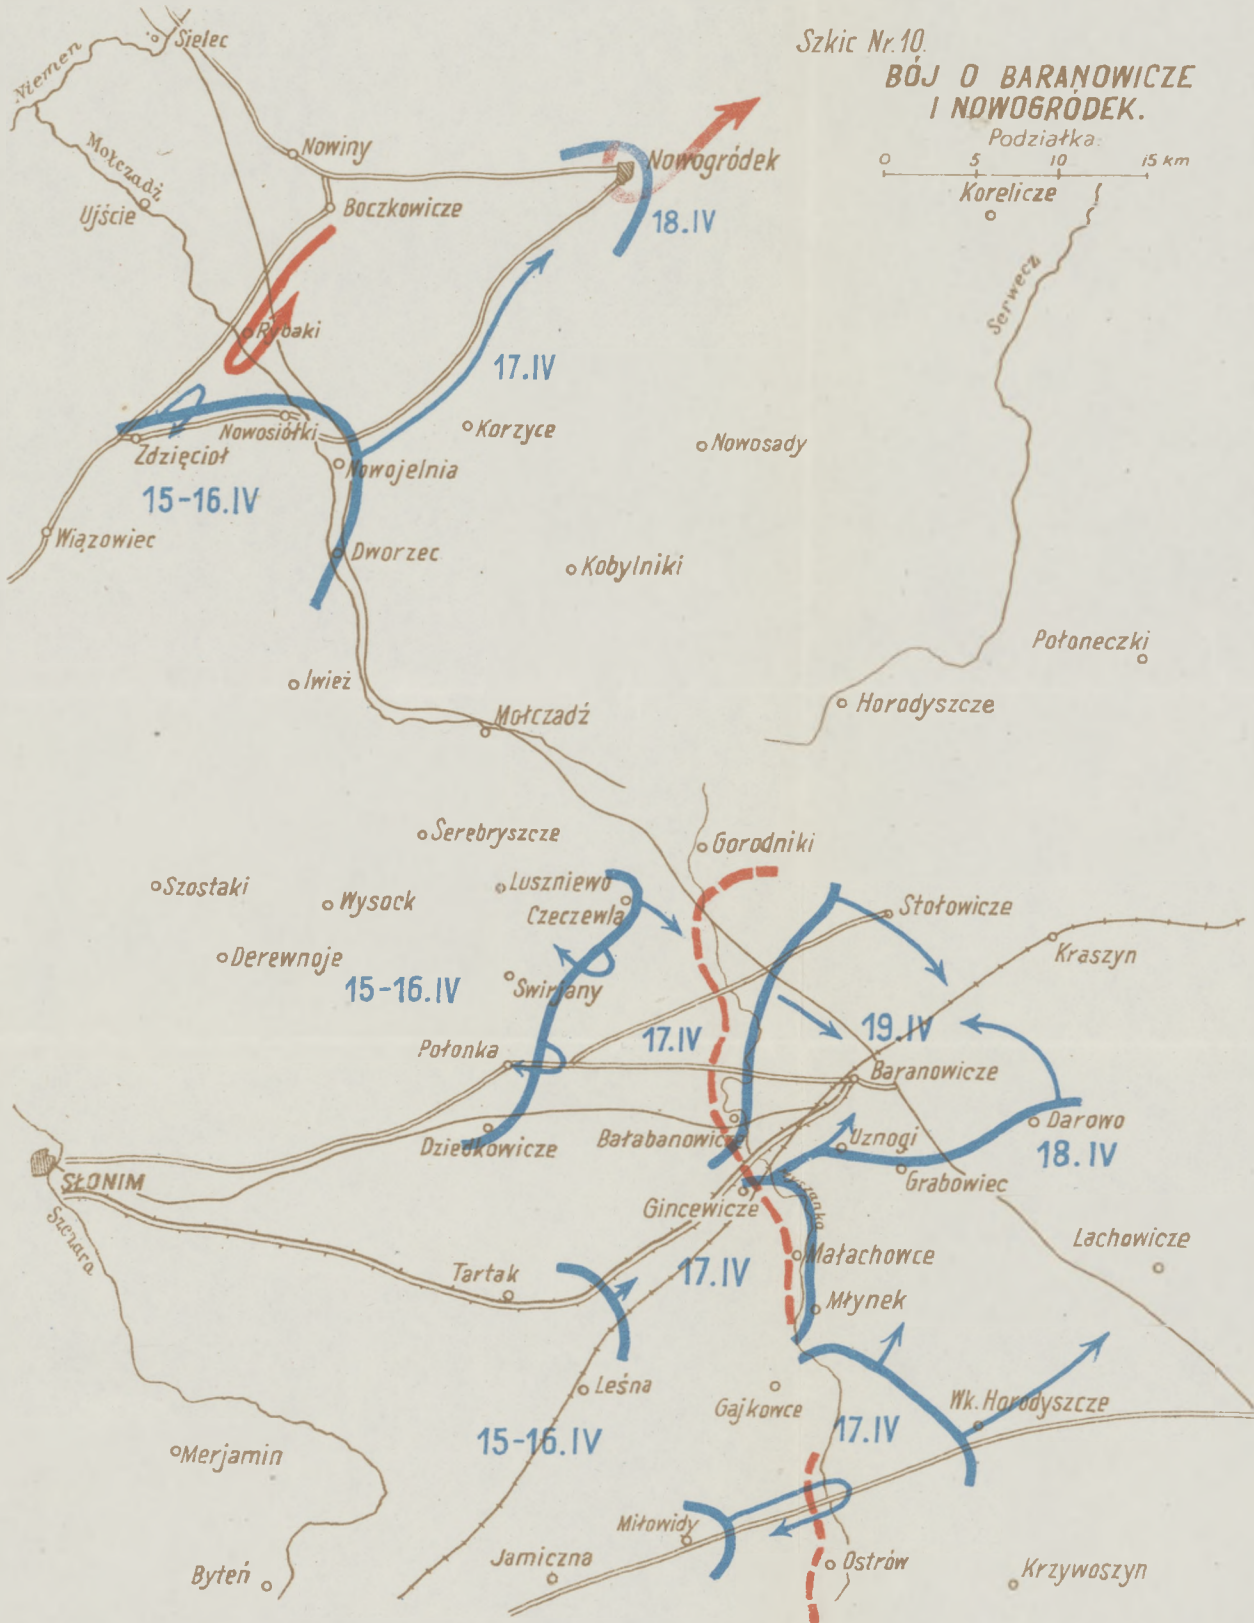 Szkic Nr. 10.
BÓJ O BARANOWICZE
I NOWOGRÓDEK.
Podziałka:
0 5 10 15 km
Sielec
Niemen
Mołczadź
Nowiny
Nowogródek
Ujście
Boczkowicze
18.IV
Korelicze
Serwecz
Rybaki
17.IV
Nowosiółki
Korzyce
Nowosady
Zdzięcioł
Nowojelnia
15-16.IV
Wiązowiec
Dworzec
Kobylniki
Połoneczki
Iwież
Horodyszcze
Mołczadź
Serebryszcze
Gorodniki
Szostaki
Wysock
Luszniewo
Czeczewla
Stołowicze
Derewnoje
Kraszyn
15-16.IV
Swirjany
17.IV
19.IV
Połonka
Baranowicze
Dziedkowicze
Bałabanowicze
Uznogi
Darowo
18.IV
SŁONIM
Grabowiec
Gincewicze
Szczara
Małachowce
Lachowicze
Tartak
17.IV
Młynek
Leśna
Gajkowce
Wk. Horodyszcze
15-16.IV
17.IV
Merjamin
Miłowidy
Jamiczna
Ostrów
Byteń
Krzywoszyn